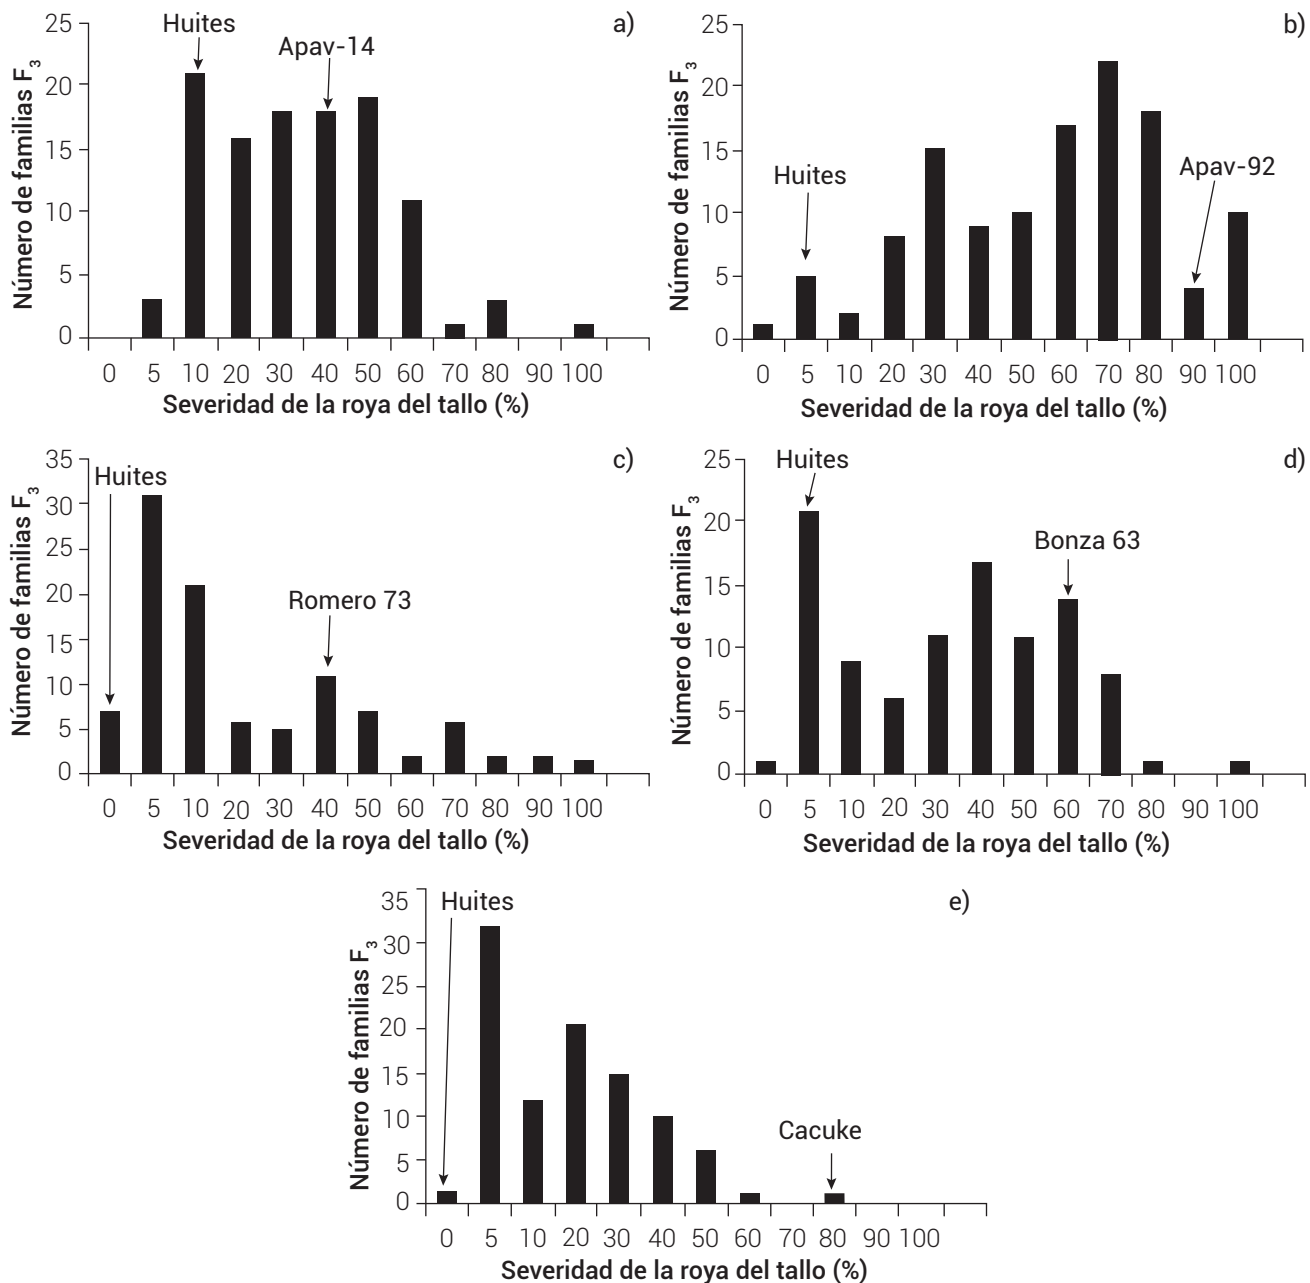 a)
Número de familias F₃
25
20
15
10
5
0
Huites
Apav-14
0 5 10 20 30 40 50 60 70 80 90 100
Severidad de la roya del tallo (%)
b)
Número de familias F₃
25
20
15
10
5
0
Huites
Apav-92
0 5 10 20 30 40 50 60 70 80 90 100
Severidad de la roya del tallo (%)
c)
Número de familias F₃
35
30
25
20
15
10
5
0
Huites
Romero 73
0 5 10 20 30 40 50 60 70 80 90 100
Severidad de la roya del tallo (%)
d)
Número de familias F₃
25
20
15
10
5
0
Huites
Bonza 63
0 5 10 20 30 40 50 60 70 80 90 100
Severidad de la roya del tallo (%)
e)
Número de familias F₃
35
30
25
20
15
10
5
0
Huites
Cacuke
0 5 10 20 30 40 50 60 70 80 90 100
Severidad de la roya del tallo (%)